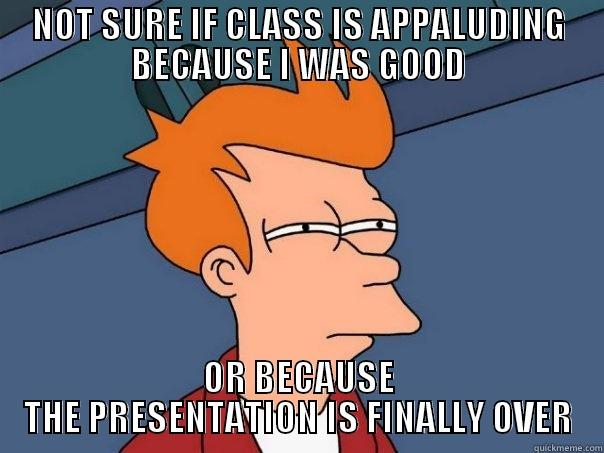 NOT SURE IF CLASS IS APPALUDING
BECAUSE I WAS GOOD
OR BECAUSE
THE PRESENTATION IS FINALLY OVER
quickmeme.com